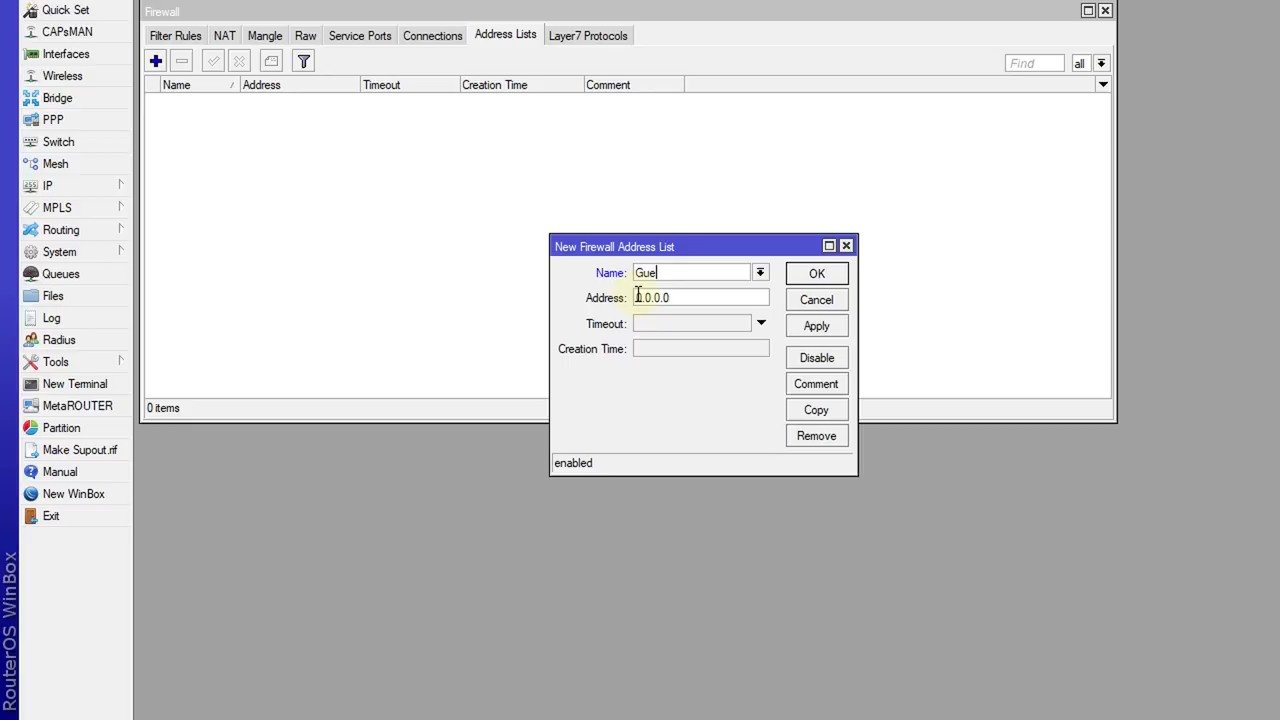 Quick Set
CAPsMAN
Interfaces
Wireless
Bridge
PPP
Switch
Mesh
IP
MPLS
Routing
System
Queues
Files
Log
Radius
Tools
New Terminal
MetaROUTER
Partition
Make Supout.rif
Manual
New WinBox
Exit
RouterOS WinBox
Firewall
Filter Rules NAT Mangle Raw Service Ports Connections Address Lists Layer7 Protocols
Find all
Name Address Timeout Creation Time Comment
0 items
New Firewall Address List
Name: Gue
Address: 0.0.0.0
Timeout:
Creation Time:
OK
Cancel
Apply
Disable
Comment
Copy
Remove
enabled